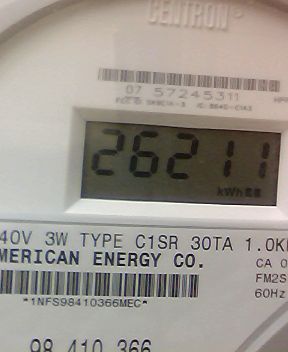 CENTRON®
07 57245311
26211
kWh
40V 3W TYPE C1SR 30TA 1.0K
MERICAN ENERGY CO.
CA 0
FM2S
60Hz
*1NFS98410366MEC*
98 410 366